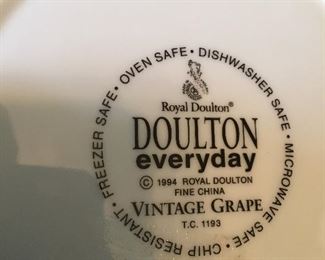 FREEZER SAFE • OVEN SAFE • DISHWASHER SAFE • MICROWAVE SAFE • CHIP RESISTANT •
Royal Doulton®
DOULTON
everyday
© 1994 ROYAL DOULTON
FINE CHINA
VINTAGE GRAPE
T.C. 1193